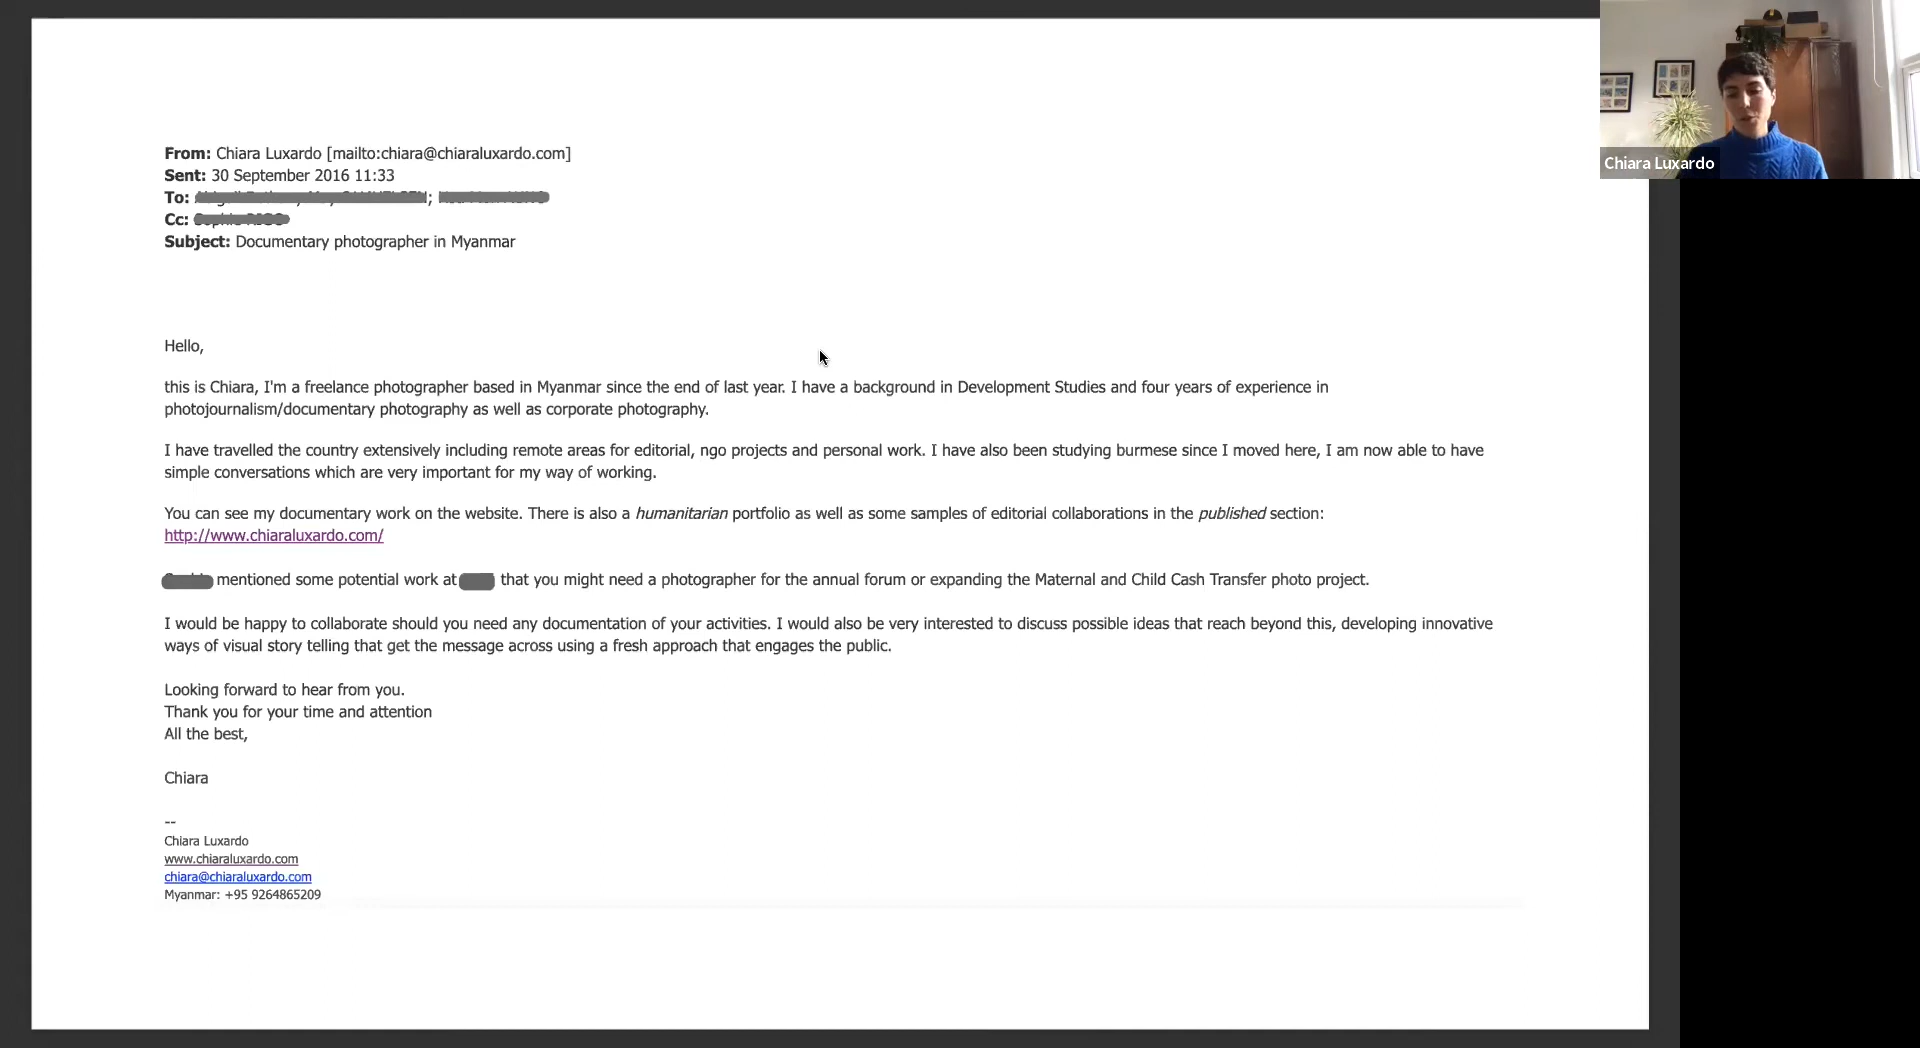 From: Chiara Luxardo [mailto:chiara@chiaraluxardo.com]
Sent: 30 September 2016 11:33
To: ;
Cc:
Subject: Documentary photographer in Myanmar
Hello,
this is Chiara, I'm a freelance photographer based in Myanmar since the end of last year. I have a background in Development Studies and four years of experience in
photojournalism/documentary photography as well as corporate photography.
I have travelled the country extensively including remote areas for editorial, ngo projects and personal work. I have also been studying burmese since I moved here, I am now able to have
simple conversations which are very important for my way of working.
You can see my documentary work on the website. There is also a humanitarian portfolio as well as some samples of editorial collaborations in the published section:
http://www.chiaraluxardo.com/
mentioned some potential work at that you might need a photographer for the annual forum or expanding the Maternal and Child Cash Transfer photo project.
I would be happy to collaborate should you need any documentation of your activities. I would also be very interested to discuss possible ideas that reach beyond this, developing innovative
ways of visual story telling that get the message across using a fresh approach that engages the public.
Looking forward to hear from you.
Thank you for your time and attention
All the best,
Chiara
--
Chiara Luxardo
www.chiaraluxardo.com
chiara@chiaraluxardo.com
Myanmar: +95 9264865209
Chiara Luxardo